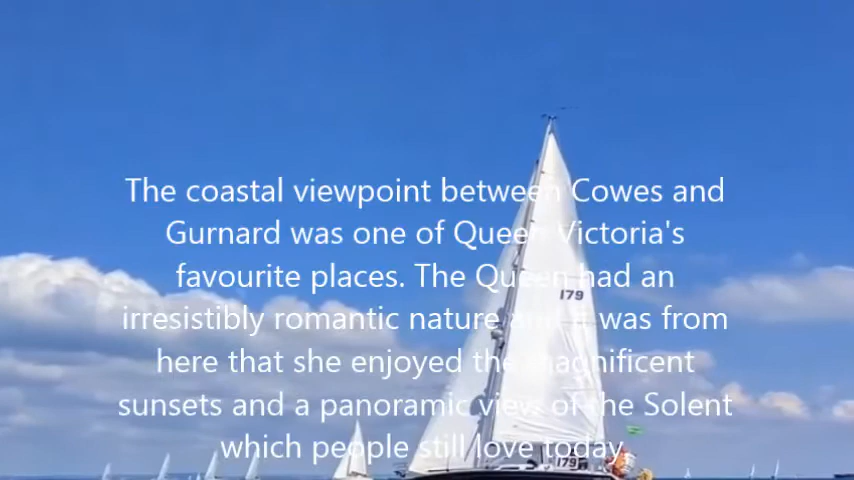 The coastal viewpoint between Cowes and
Gurnard was one of Queen Victoria's
favourite places. The Queen had an
irresistibly romantic nature and it was from
here that she enjoyed the magnificent
sunsets and a panoramic view of the Solent
which people still love today
179
179